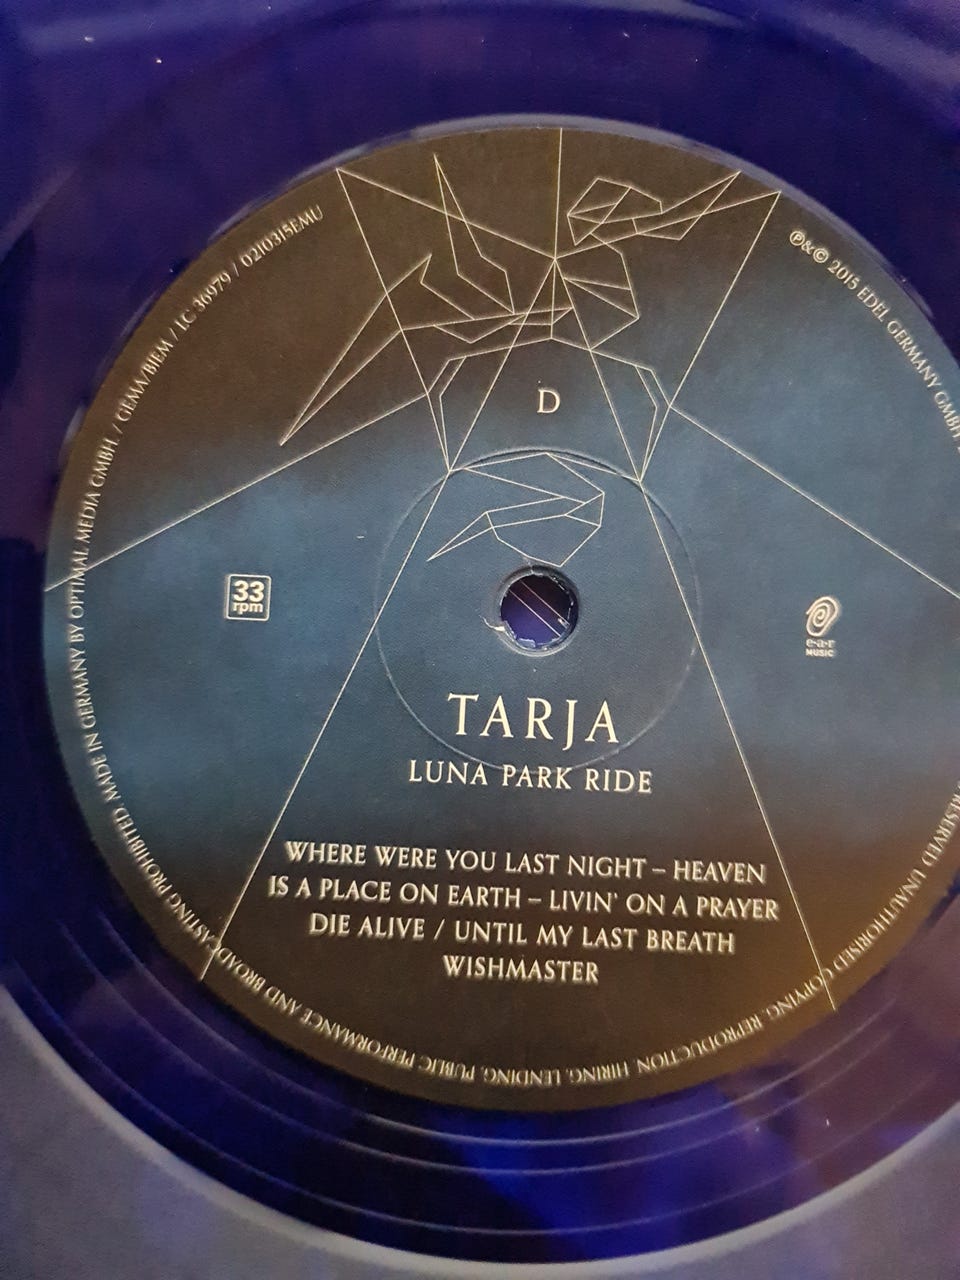 D
33
rpm
e·a·r
MUSIC
TARJA
LUNA PARK RIDE
WHERE WERE YOU LAST NIGHT – HEAVEN
IS A PLACE ON EARTH – LIVIN' ON A PRAYER
DIE ALIVE / UNTIL MY LAST BREATH
WISHMASTER
℗&© 2015 EDEL GERMANY GMBH.
RESERVED. UNAUTHORISED COPYING, REPRODUCTION, HIRING, LENDING, PUBLIC PERFORMANCE AND BROADCASTING PROHIBITED. MADE IN GERMANY BY OPTIMAL MEDIA GMBH. / GEMA/BIEM / LC 36979 / 0210315EMU